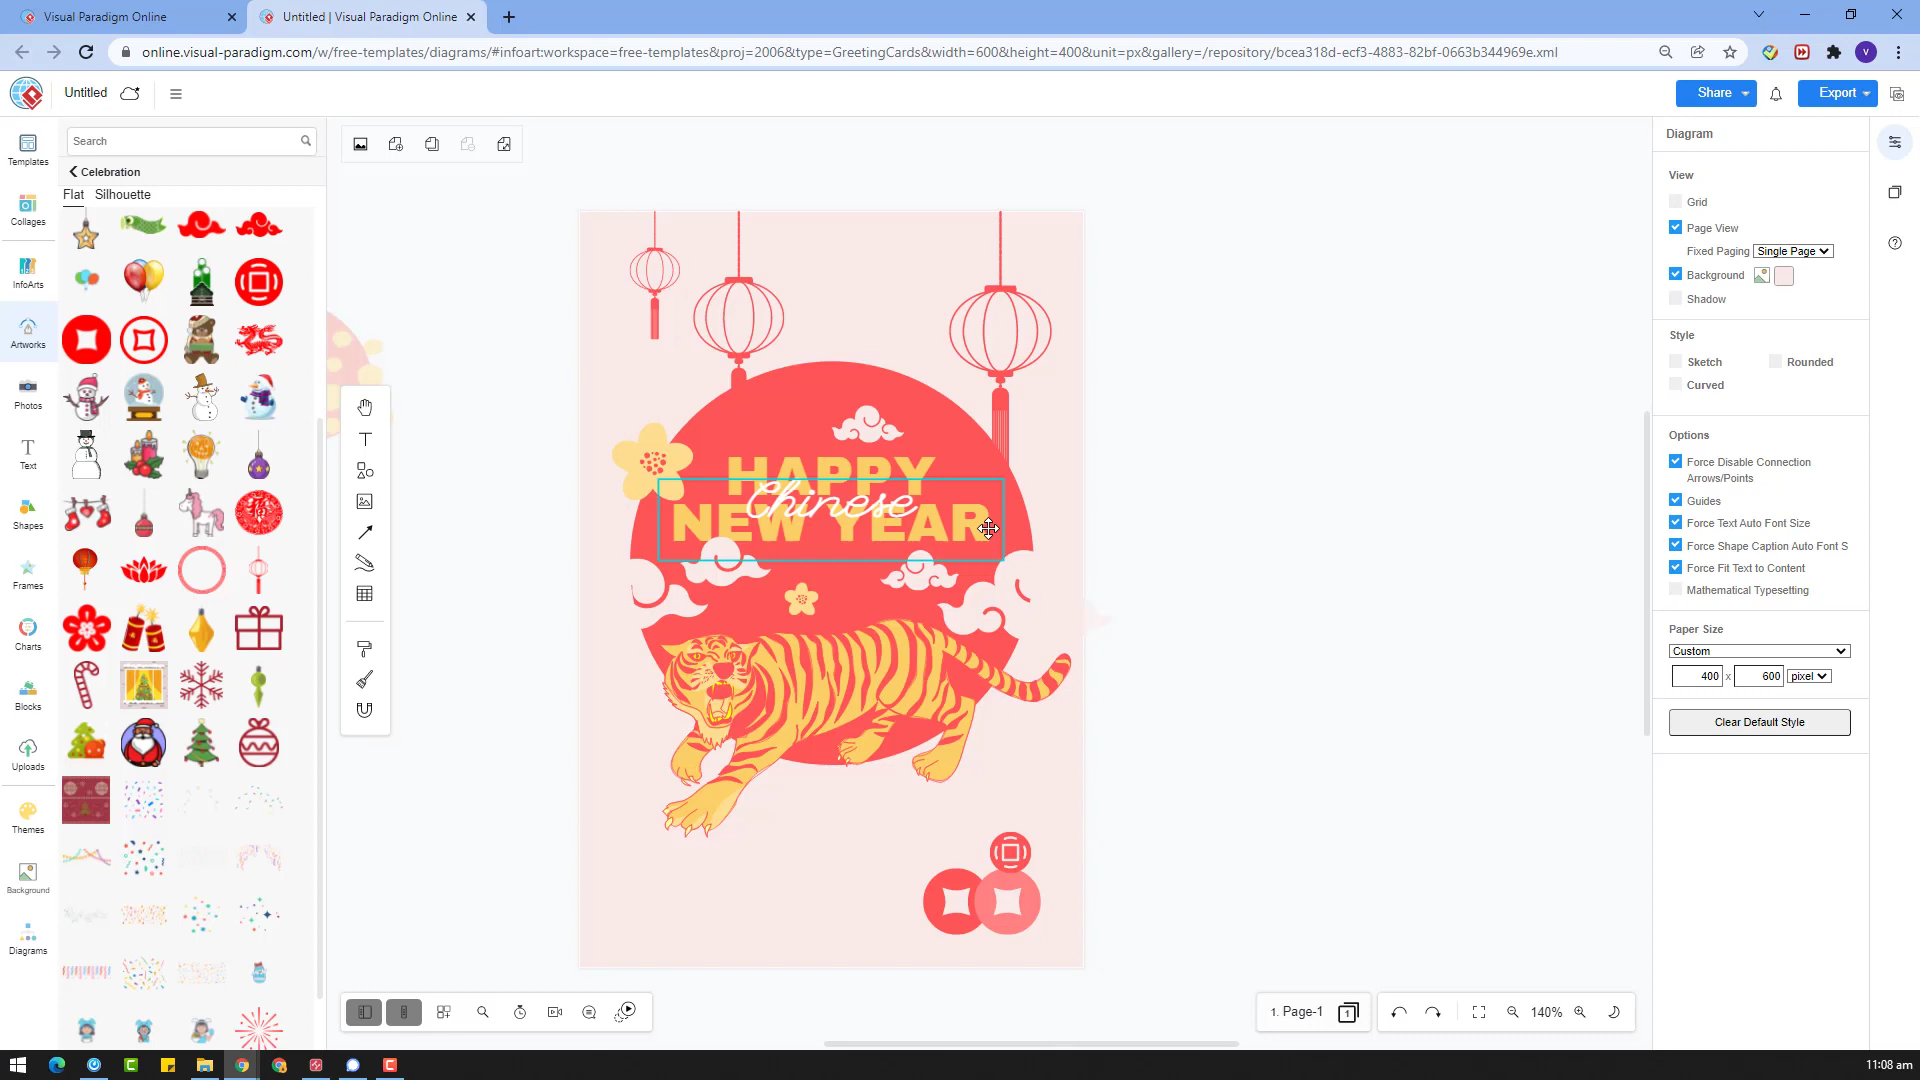 Visual Paradigm Online
Untitled | Visual Paradigm Online
online.visual-paradigm.com/w/free-templates/diagrams/#infoart:workspace=free-templates&proj=2006&type=GreetingCards&width=600&height=400&unit=px&gallery=/repository/bcea318d-ecf3-4883-82bf-0663b344969e.xml
V
Untitled
Share
Export
Templates
Collages
InfoArts
Artworks
Photos
Text
Shapes
Frames
Charts
Blocks
Uploads
Themes
Background
Diagrams
Search
Celebration
Flat Silhouette
福
HAPPY
Chinese
NEW YEAR
Diagram
View
Grid
Page View
Fixed Paging Single Page
Background
Shadow
Style
Sketch Rounded
Curved
Options
Force Disable Connection
Arrows/Points
Guides
Force Text Auto Font Size
Force Shape Caption Auto Font S
Force Fit Text to Content
Mathematical Typesetting
Paper Size
Custom
400 x 600 pixel
Clear Default Style
1. Page-1 1
140%
11:08 am